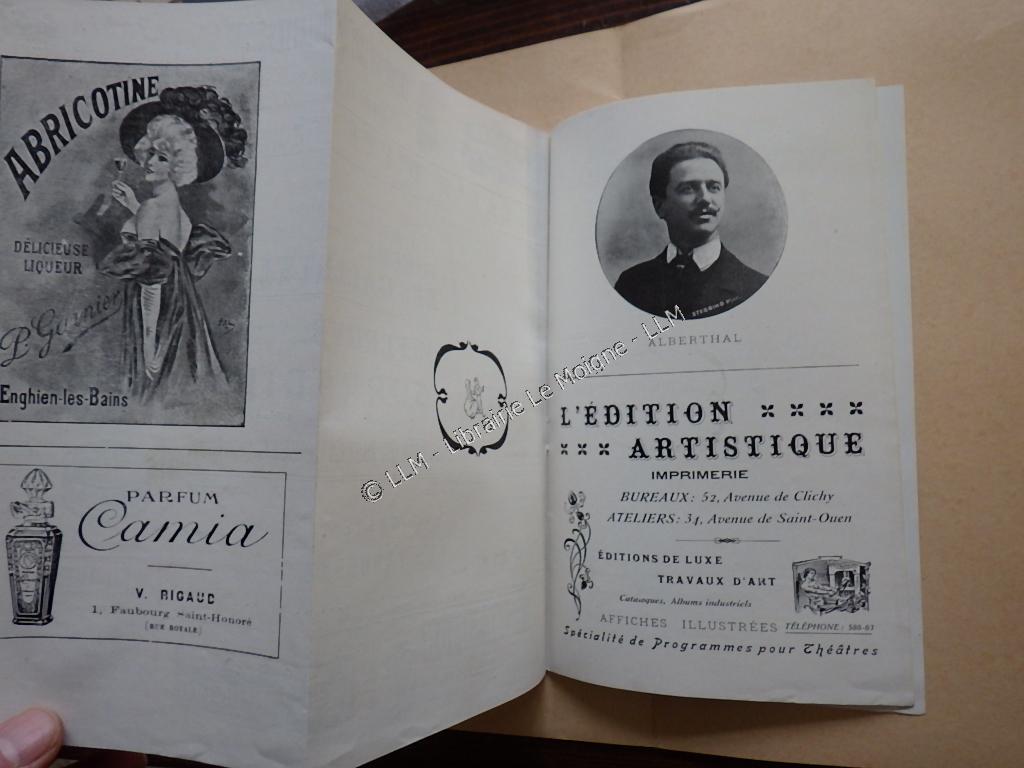 ABRICOTINE
DÉLICIEUSE
LIQUEUR
P. Garnier
Enghien-les-Bains
PARFUM
Camia
V. RIGAUD
1, Faubourg Saint-Honoré
(RUE ROYALE)
© LLM - Librairie Le Moigne - LLM
ALBERTHAL
L'ÉDITION
ARTISTIQUE
IMPRIMERIE
BUREAUX : 52, Avenue de Clichy
ATELIERS : 34, Avenue de Saint-Ouen
ÉDITIONS DE LUXE
TRAVAUX D'ART
Catalogues, Albums industriels
AFFICHES ILLUSTRÉES
TÉLÉPHONE :
Spécialité de Programmes pour Théâtres